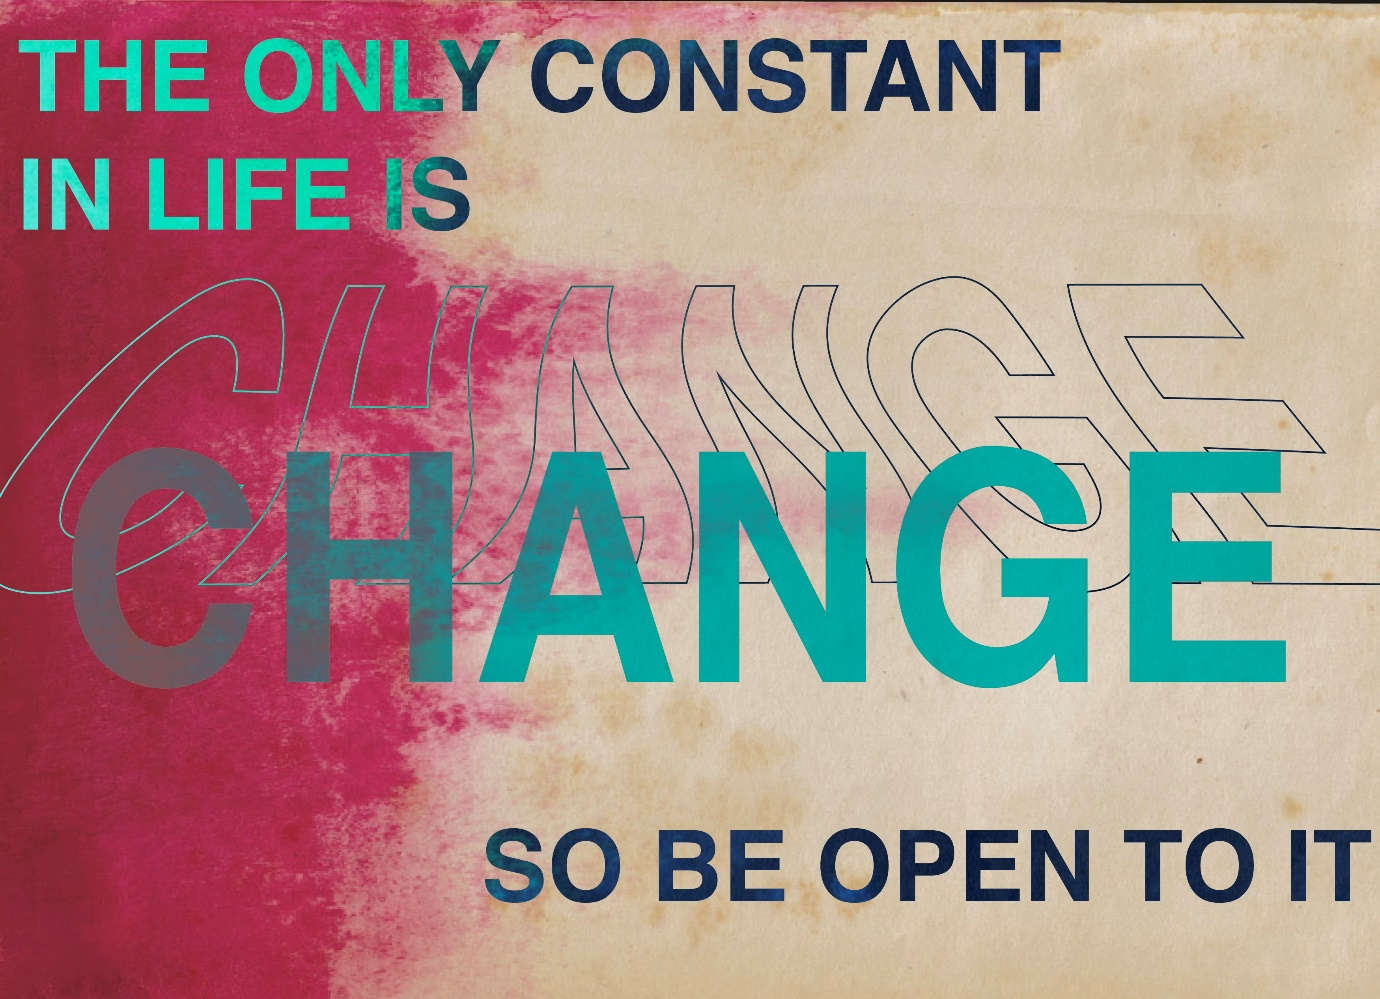 THE ONLY CONSTANT
IN LIFE IS
CHANGE
CHANGE
SO BE OPEN TO IT